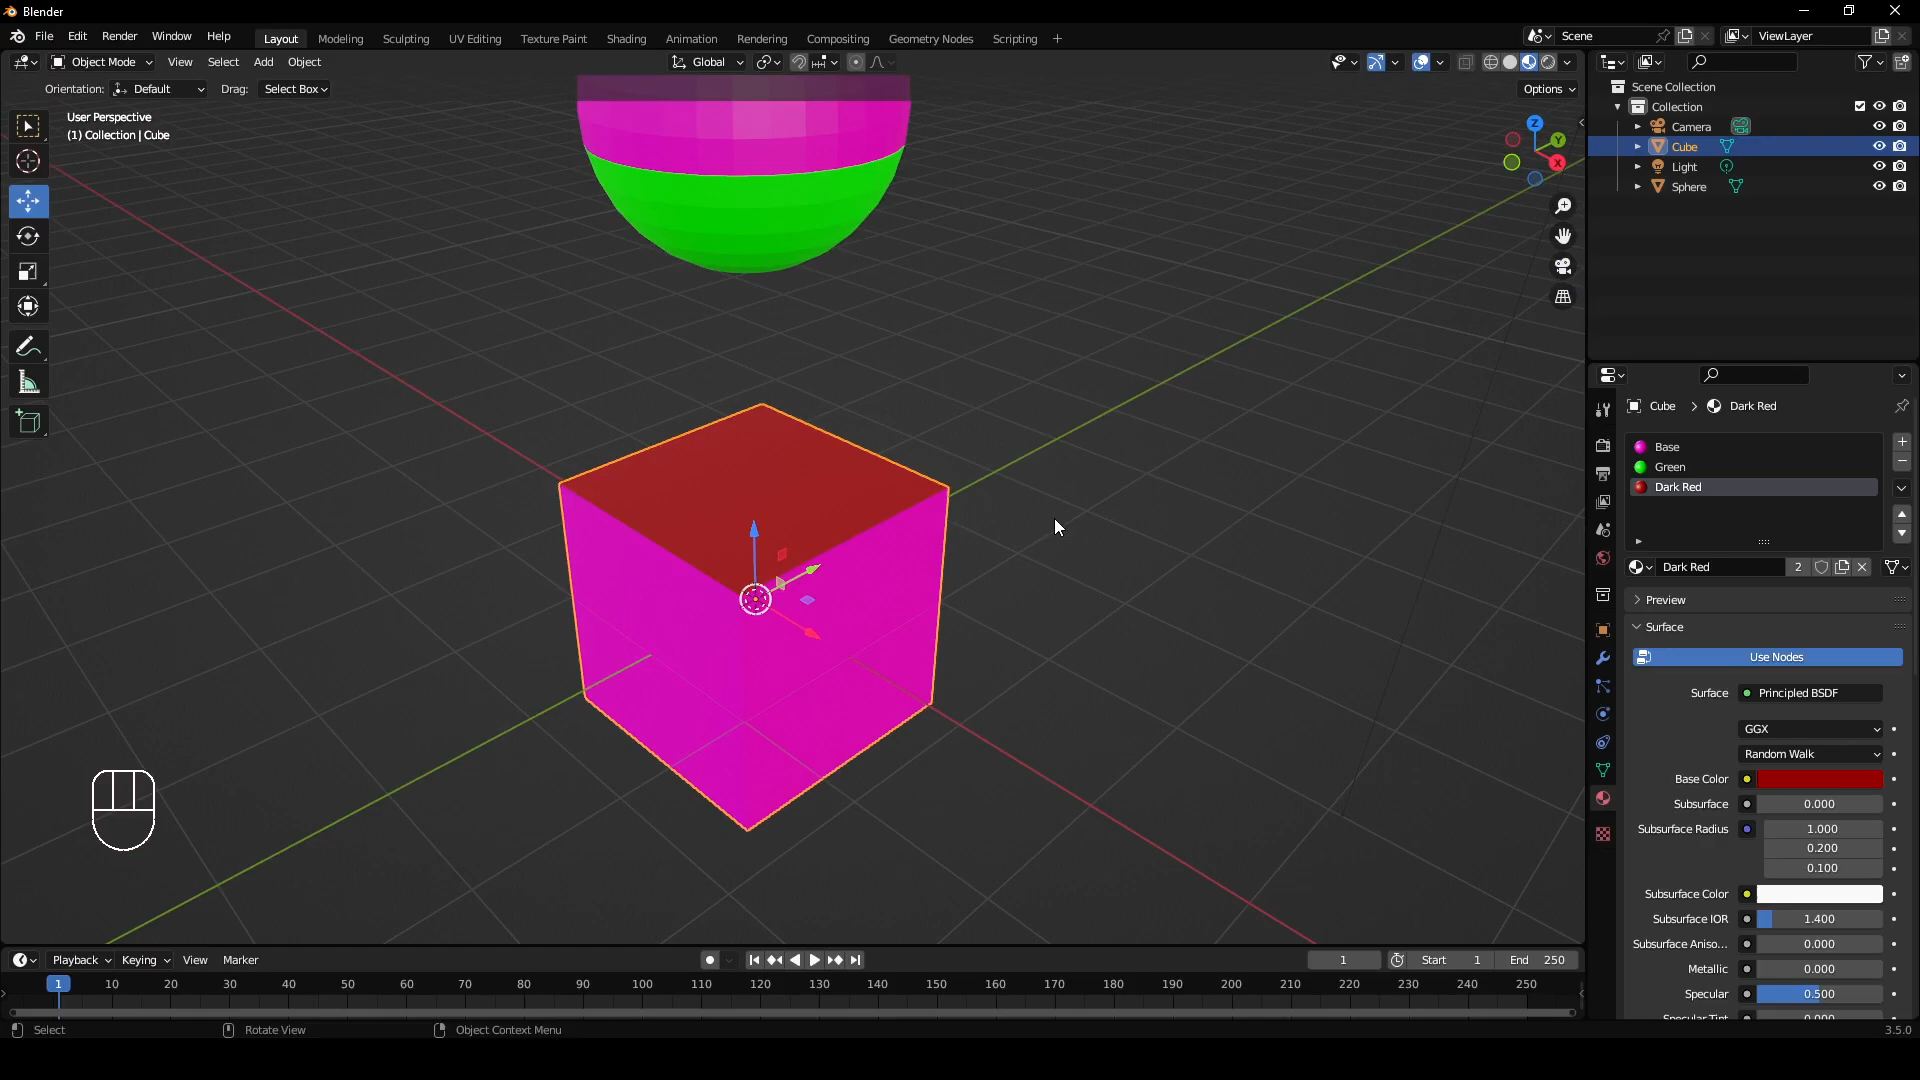 Blender
File Edit Render Window Help Layout Modeling Sculpting UV Editing Texture Paint Shading Animation Rendering Compositing Geometry Nodes Scripting + Scene ViewLayer
Object Mode View Select Add Object Global
Orientation: Default Drag: Select Box Options
User Perspective
(1) Collection | Cube
Z
Y
X
Scene Collection
Collection
Camera
Cube
Light
Sphere
Cube > Dark Red
Base
Green
Dark Red
Dark Red 2
Preview
Surface
Use Nodes
Surface Principled BSDF
GGX
Random Walk
Base Color
Subsurface 0.000
Subsurface Radius 1.000
0.200
0.100
Subsurface Color
Subsurface IOR 1.400
Subsurface Aniso... 0.000
Metallic 0.000
Specular 0.500
Specular Tint 0.000
Playback Keying View Marker 1 Start 1 End 250
1 10 20 30 40 50 60 70 80 90 100 110 120 130 140 150 160 170 180 190 200 210 220 230 240 250
Select Rotate View Object Context Menu 3.5.0